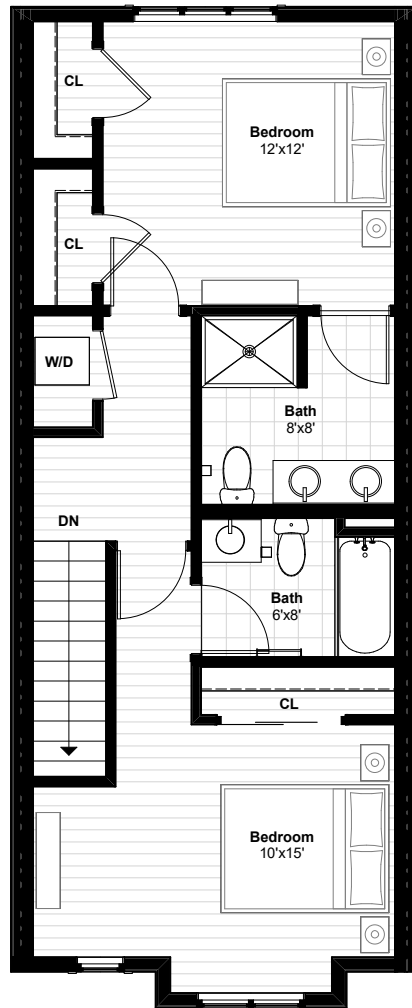 CL
Bedroom
12'x12'
CL
W/D
Bath
8'x8'
DN
Bath
6'x8'
CL
Bedroom
10'x15'